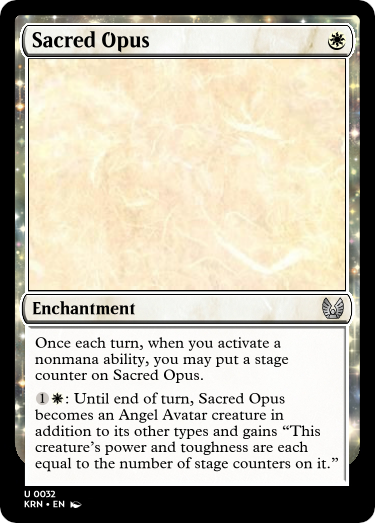 Sacred Opus
Enchantment
Once each turn, when you activate a
nonmana ability, you may put a stage
counter on Sacred Opus.
1 : Until end of turn, Sacred Opus
becomes an Angel Avatar creature in
addition to its other types and gains “This
creature’s power and toughness are each
equal to the number of stage counters on it.”
U 0032
KRN • EN